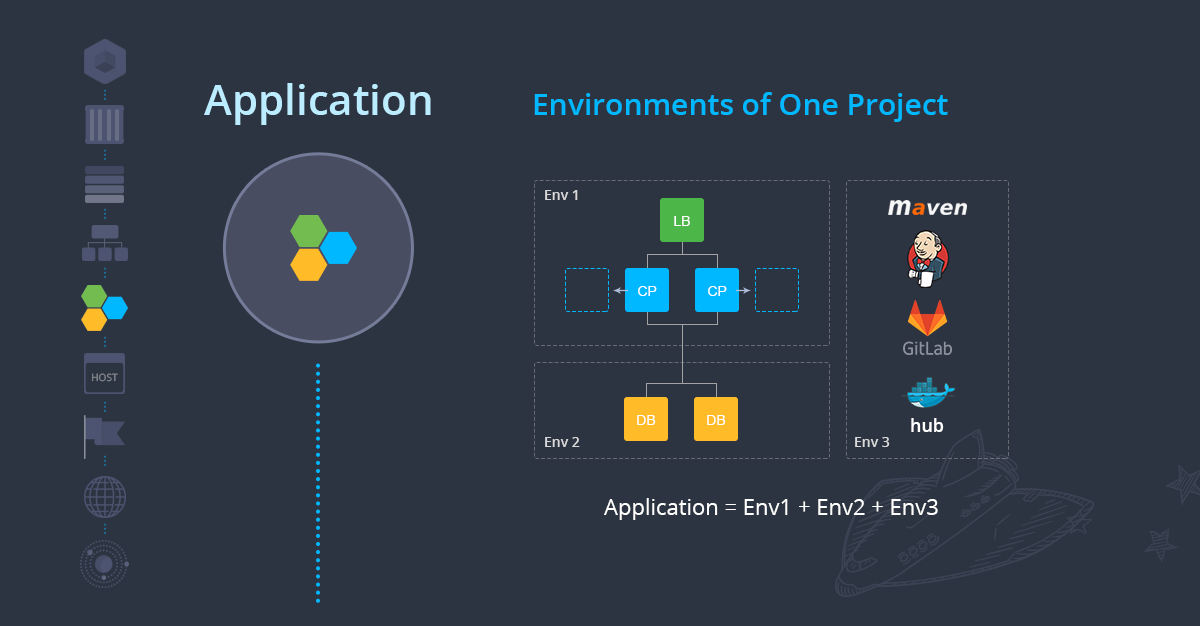 Application
Environments of One Project
Env 1
LB
CP
CP
DB
DB
Env 2
maven
GitLab
hub
Env 3
HOST
Application = Env1 + Env2 + Env3